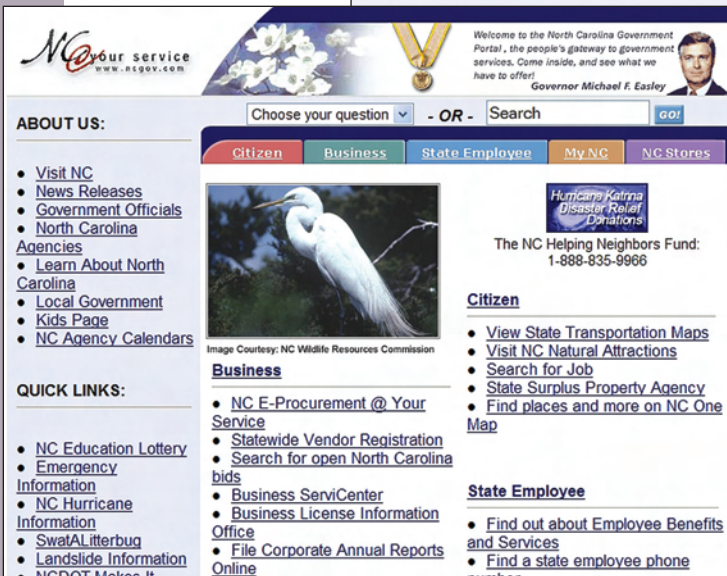 NC@your service
www.ncgov.com
Welcome to the North Carolina Government
Portal , the people's gateway to government
services. Come inside, and see what we
have to offer!
Governor Michael F. Easley
Choose your question
- OR -
Search
GO!
Citizen
Business
State Employee
My NC
NC Stores
ABOUT US:
• Visit NC
• News Releases
• Government Officials
• North Carolina
Agencies
• Learn About North
Carolina
• Local Government
• Kids Page
• NC Agency Calendars
QUICK LINKS:
• NC Education Lottery
• Emergency
Information
• NC Hurricane
Information
• SwatALitterbug
• Landslide Information
• NCDOT Makes It
Image Courtesy: NC Wildlife Resources Commission
Business
• NC E-Procurement @ Your
Service
• Statewide Vendor Registration
• Search for open North Carolina
bids
• Business ServiCenter
• Business License Information
Office
• File Corporate Annual Reports
Online
Hurricane Katrina
Disaster Relief
Donations
The NC Helping Neighbors Fund:
1-888-835-9966
Citizen
• View State Transportation Maps
• Visit NC Natural Attractions
• Search for Job
• State Surplus Property Agency
• Find places and more on NC One
Map
State Employee
• Find out about Employee Benefits
and Services
• Find a state employee phone
number